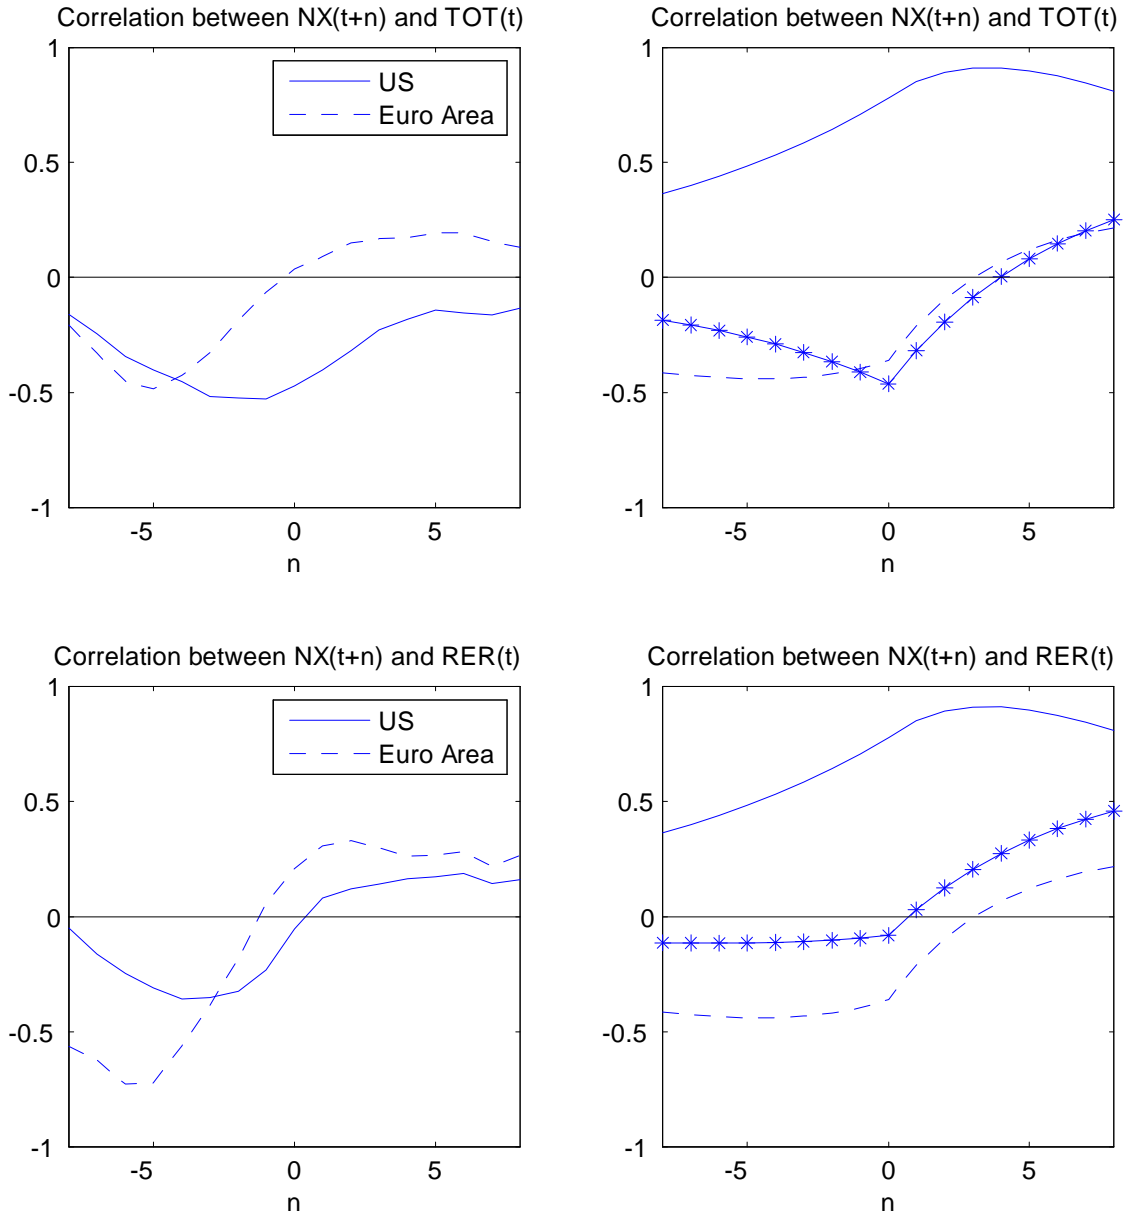 Correlation between NX(t+n) and TOT(t)
1
0.5
0
-0.5
-1
-5 0 5
n
US
Euro Area
Correlation between NX(t+n) and TOT(t)
1
0.5
0
-0.5
-1
-5 0 5
n
Correlation between NX(t+n) and RER(t)
1
0.5
0
-0.5
-1
-5 0 5
n
US
Euro Area
Correlation between NX(t+n) and RER(t)
1
0.5
0
-0.5
-1
-5 0 5
n